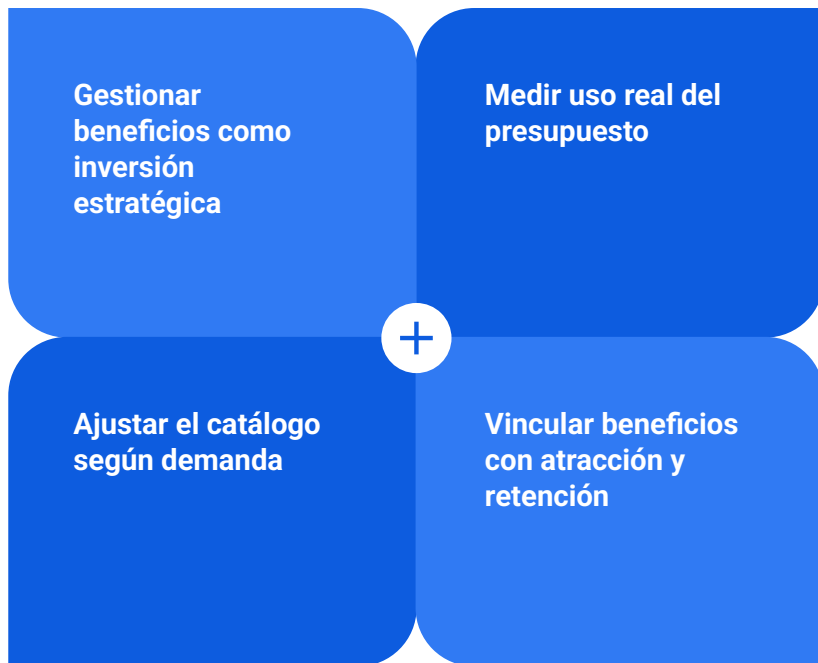 Gestionar
beneficios como
inversión
estratégica
Medir uso real del
presupuesto
Ajustar el catálogo
según demanda
Vincular beneficios
con atracción y
retención